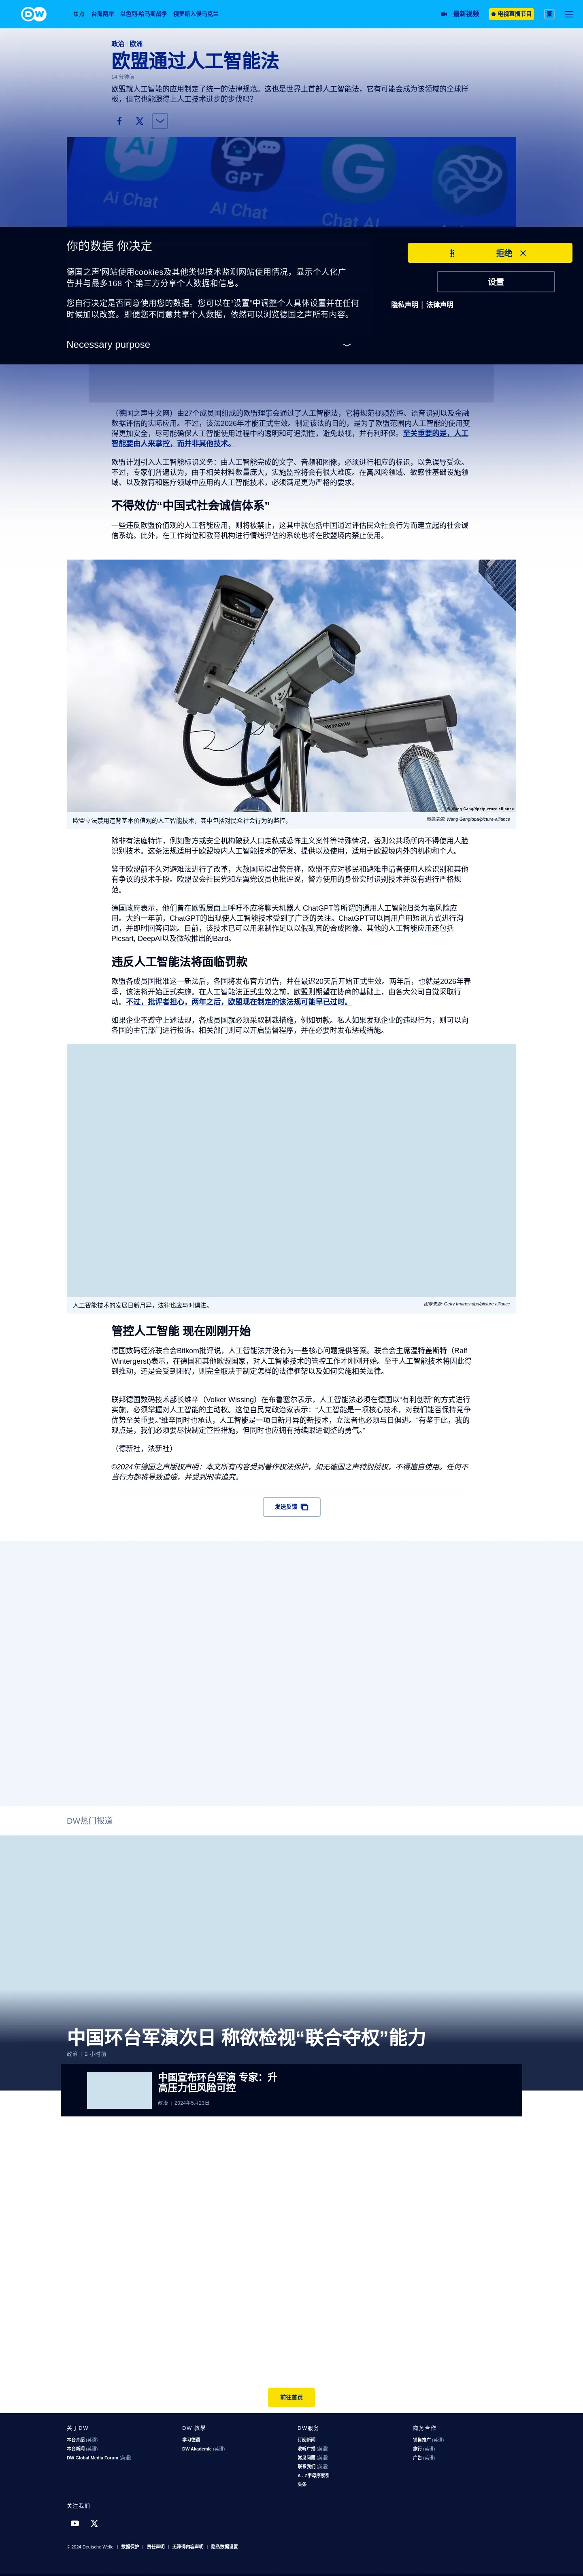 DW
焦点
台海两岸
以色列-哈马斯战争
俄罗斯入侵乌克兰
最新视频
电视直播节目
政治 | 欧洲
欧盟通过人工智能法
14 分钟前
欧盟就人工智能的应用制定了统一的法律规范。这也是世界上首部人工智能法，它有可能会成为该领域的全球样
板，但它也能跟得上人工技术进步的步伐吗?
Ai
AI Chat
GPT
Chat AI
你的数据 你决定
拒绝
德国之声'网站使用cookies及其他类似技术监测网站使用情况，显示个人化广
告并与最多168 个;第三方分享个人数据和信息。
设置
您自行决定是否同意使用您的数据。您可以在“设置”中调整个人具体设置并在任何
时候加以改变。即便您不同意共享个人数据，依然可以浏览德国之声所有内容。
隐私声明 | 法律声明
Necessary purpose
（德国之声中文网）由27个成员国组成的欧盟理事会通过了人工智能法，它将规范视频监控、语音识别以及金融
数据评估的实际应用。不过，该法2026年才能正式生效。制定该法的目的，是为了欧盟范围内人工智能的使用变
得更加安全，尽可能确保人工智能使用过程中的透明和可追溯性，避免歧视，并有利环保。至关重要的是，人工
智能要由人来掌控，而并非其他技术。
欧盟计划引入人工智能标识义务：由人工智能完成的文字、音频和图像，必须进行相应的标识，以免误导受众。
不过，专家们普遍认为，由于相关材料数量庞大，实施监控将会有很大难度。在高风险领域、敏感性基础设施领
域、以及教育和医疗领域中应用的人工智能技术，必须满足更为严格的要求。
不得效仿“中国式社会诚信体系”
一些违反欧盟价值观的人工智能应用，则将被禁止，这其中就包括中国通过评估民众社会行为而建立起的社会诚
信系统。此外，在工作岗位和教育机构进行情绪评估的系统也将在欧盟境内禁止使用。
HIKVISION
© Wang Gang/dpa/picture-alliance
欧盟立法禁用违背基本价值观的人工智能技术，其中包括对民众社会行为的监控。
图像来源: Wang Gang/dpa/picture-alliance
除非有法庭特许，例如警方或安全机构破获人口走私或恐怖主义案件等特殊情况，否则公共场所内不得使用人脸
识别技术。这条法规适用于欧盟境内人工智能技术的研发、提供以及使用，适用于欧盟境内外的机构和个人。
鉴于欧盟前不久对避难法进行了改革，大赦国际提出警告称，欧盟不应对移民和避难申请者使用人脸识别和其他
有争议的技术手段。欧盟议会社民党和左翼党议员也批评说，警方使用的身份实时识别技术并没有进行严格规
范。
德国政府表示，他们曾在欧盟层面上呼吁不应将聊天机器人 ChatGPT等所谓的通用人工智能归类为高风险应
用。大约一年前，ChatGPT的出现使人工智能技术受到了广泛的关注。ChatGPT可以同用户用短讯方式进行沟
通，并即时回答问题。目前，该技术已可以用来制作足以以假乱真的合成图像。其他的人工智能应用还包括
Picsart, DeepAI以及微软推出的Bard。
违反人工智能法将面临罚款
欧盟各成员国批准这一新法后，各国将发布官方通告，并在最迟20天后开始正式生效。两年后，也就是2026年春
季，该法将开始正式实施。在人工智能法正式生效之前，欧盟则期望在协商的基础上，由各大公司自觉采取行
动。不过，批评者担心，两年之后，欧盟现在制定的该法规可能早已过时。
如果企业不遵守上述法规，各成员国就必须采取制裁措施，例如罚款。私人如果发现企业的违规行为，则可以向
各国的主管部门进行投诉。相关部门则可以开启监督程序，并在必要时发布惩戒措施。
人工智能技术的发展日新月异，法律也应与时俱进。
图像来源: Getty Images;dpa/picture alliance
管控人工智能 现在刚刚开始
德国数码经济联合会Bitkom批评说，人工智能法并没有为一些核心问题提供答案。联合会主席温特盖斯特（Ralf
Wintergerst)表示，在德国和其他欧盟国家，对人工智能技术的管控工作才刚刚开始。至于人工智能技术将因此得
到推动，还是会受到阻碍，则完全取决于制定怎样的法律框架以及如何实施相关法律。
联邦德国数码技术部长维辛（Volker Wissing）在布鲁塞尔表示，人工智能法必须在德国以“有利创新”的方式进行
实施，必须掌握对人工智能的主动权。这位自民党政治家表示：“人工智能是一项核心技术，对我们能否保持竞争
优势至关重要。”维辛同时也承认，人工智能是一项日新月异的新技术，立法者也必须与日俱进。“有鉴于此，我的
观点是，我们必须要尽快制定管控措施，但同时也应拥有持续跟进调整的勇气。”
（德新社，法新社）
©2024年德国之声版权声明：本文所有内容受到著作权法保护，如无德国之声特别授权，不得擅自使用。任何不
当行为都将导致追偿，并受到刑事追究。
发送反馈
DW热门报道
中国环台军演次日 称欲检视“联合夺权”能力
政治 | 2 小时前
中国宣布环台军演 专家：升
高压力但风险可控
政治 | 2024年5月23日
前往首页
关于DW
本台介绍 (英语)
本台新闻 (英语)
DW Global Media Forum (英语)
DW 教學
学习德语
DW Akademie (英语)
DW服务
订阅新闻
收听广播 (英语)
常见问题 (英语)
联系我们 (英语)
A - Z字母序索引
头条
商务合作
销售推广 (英语)
旅行 (英语)
广告 (英语)
关注我们
© 2024 Deutsche Welle | 数据保护 | 责任声明 | 无障碍内容声明 | 隐私数据设置